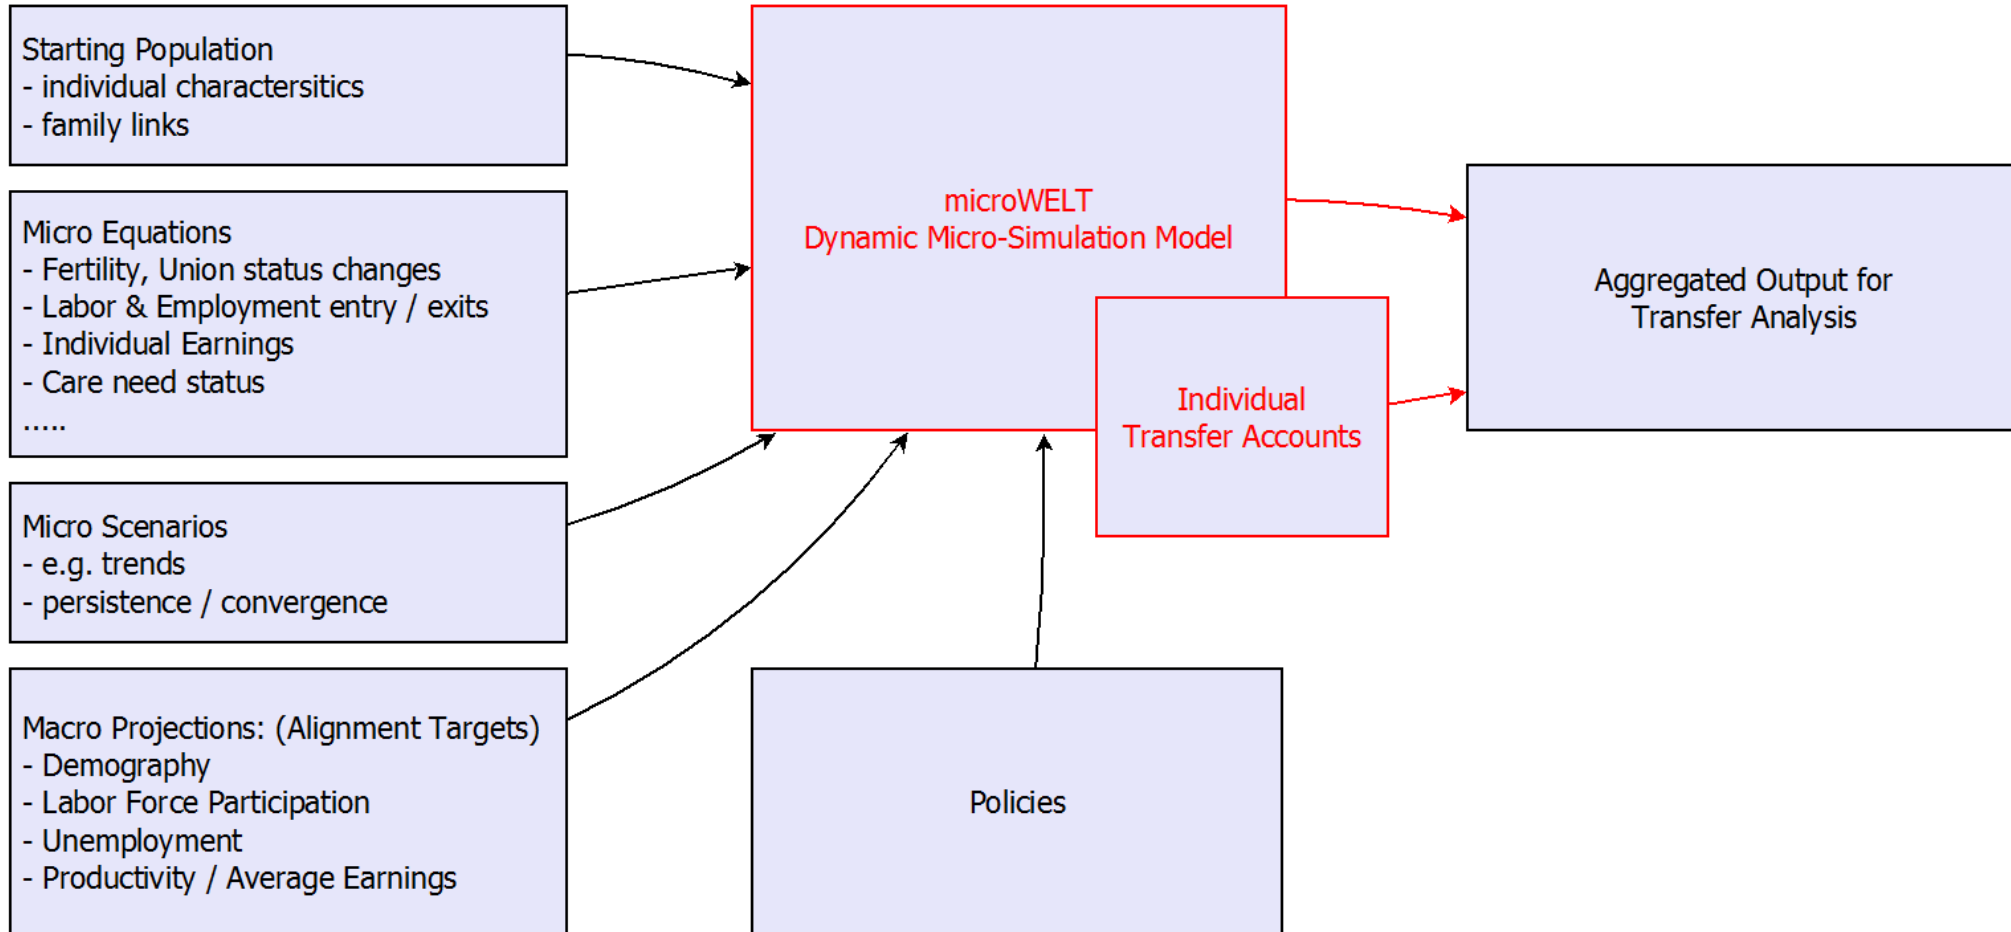 Starting Population
- individual charactersitics
- family links
Micro Equations
- Fertility, Union status changes
- Labor & Employment entry / exits
- Individual Earnings
- Care need status
.....
Micro Scenarios
- e.g. trends
- persistence / convergence
Macro Projections: (Alignment Targets)
- Demography
- Labor Force Participation
- Unemployment
- Productivity / Average Earnings
microWELT
Dynamic Micro-Simulation Model
Individual
Transfer Accounts
Policies
Aggregated Output for
Transfer Analysis